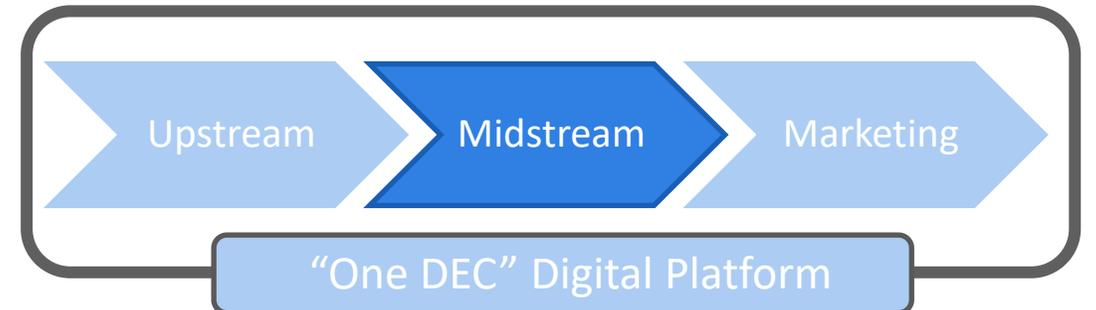 Upstream
Midstream
Marketing
“One DEC” Digital Platform